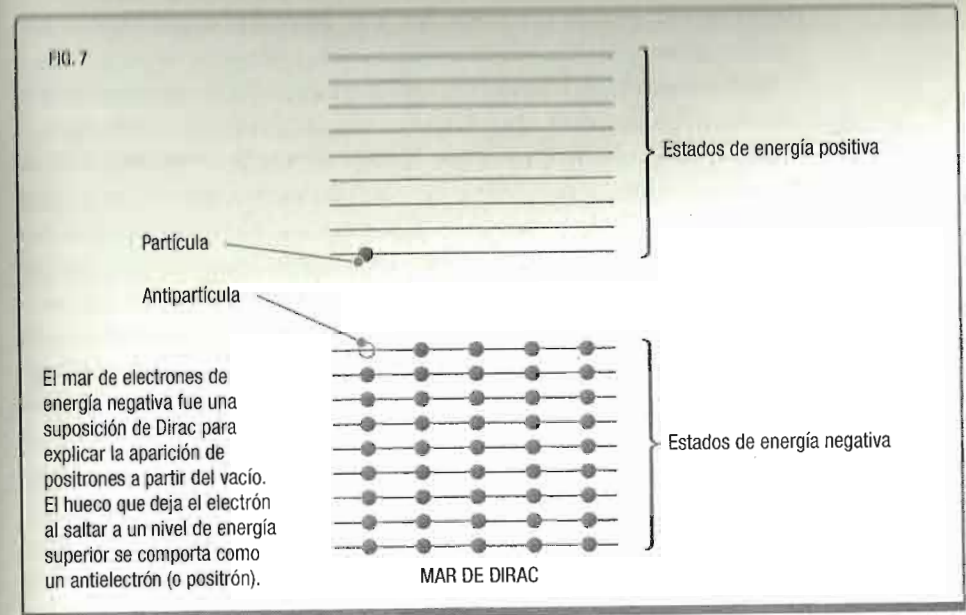 FIG. 7
Estados de energía positiva
Partícula
Antipartícula
El mar de electrones de
energía negativa fue una
suposición de Dirac para
explicar la aparición de
positrones a partir del vacío.
El hueco que deja el electrón
al saltar a un nivel de energía
superior se comporta como
un antielectrón (o positrón).
Estados de energía negativa
MAR DE DIRAC